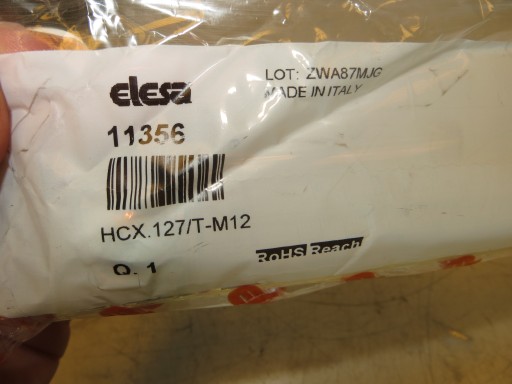 elesa
LOT: ZWA87MJG
MADE IN ITALY
11356
HCX.127/T-M12
RoHS Reach
Q. 1